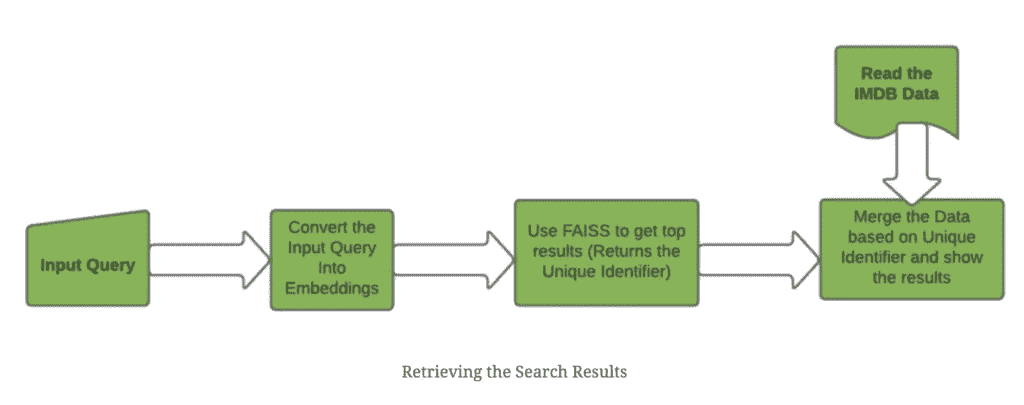 Read the
IMDB Data
Input Query
Convert the
Input Query
Into
Embeddings
Use FAISS to get top
results (Returns the
Unique Identifier)
Merge the Data
based on Unique
Identifier and show
the results
Retrieving the Search Results